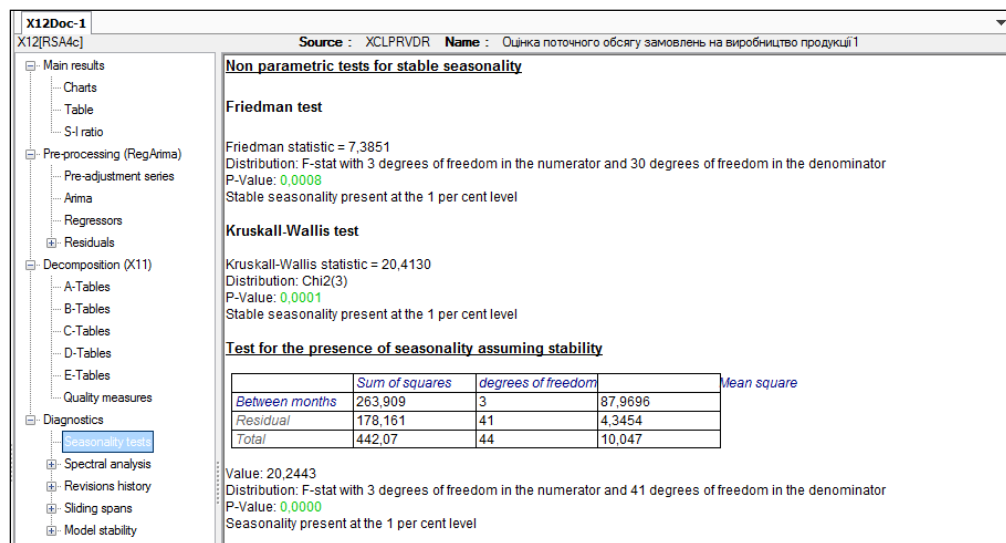 X12Doc-1
X12[RSA4c]
Source : XCLPRVDR Name : Оцінка поточного обсягу замовлень на виробництво продукції1
Main results
Charts
Table
S-I ratio
Pre-processing (RegArima)
Pre-adjustment series
Arima
Regressors
Residuals
Decomposition (X11)
A-Tables
B-Tables
C-Tables
D-Tables
E-Tables
Quality measures
Diagnostics
Seasonality tests
Spectral analysis
Revisions history
Sliding spans
Model stability
Non parametric tests for stable seasonality
Friedman test
Friedman statistic = 7,3851
Distribution: F-stat with 3 degrees of freedom in the numerator and 30 degrees of freedom in the denominator
P-Value: 0,0008
Stable seasonality present at the 1 per cent level
Kruskall-Wallis test
Kruskall-Wallis statistic = 20,4130
Distribution: Chi2(3)
P-Value: 0,0001
Stable seasonality present at the 1 per cent level
Test for the presence of seasonality assuming stability
Sum of squares degrees of freedom Mean square
Between months 263,909 3 87,9696
Residual 178,161 41 4,3454
Total 442,07 44 10,047
Value: 20,2443
Distribution: F-stat with 3 degrees of freedom in the numerator and 41 degrees of freedom in the denominator
P-Value: 0,0000
Seasonality present at the 1 per cent level